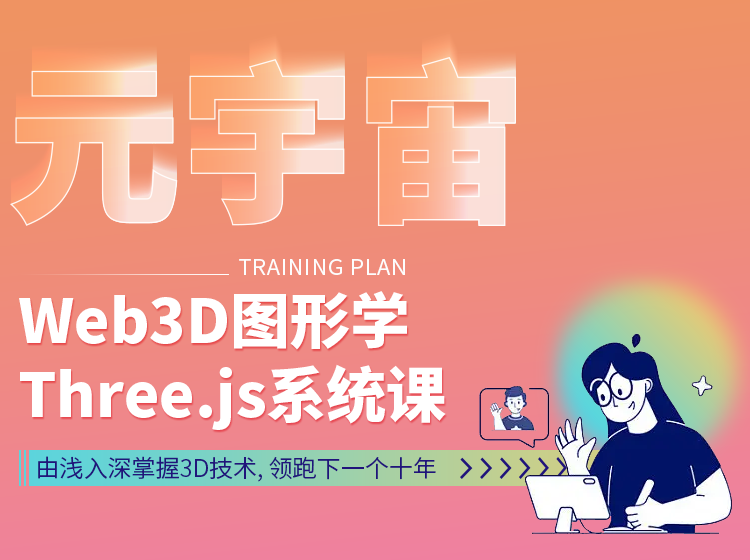 元宇宙
TRAINING PLAN
Web3D图形学
Three.js系统课
由浅入深掌握3D技术, 领跑下一个十年